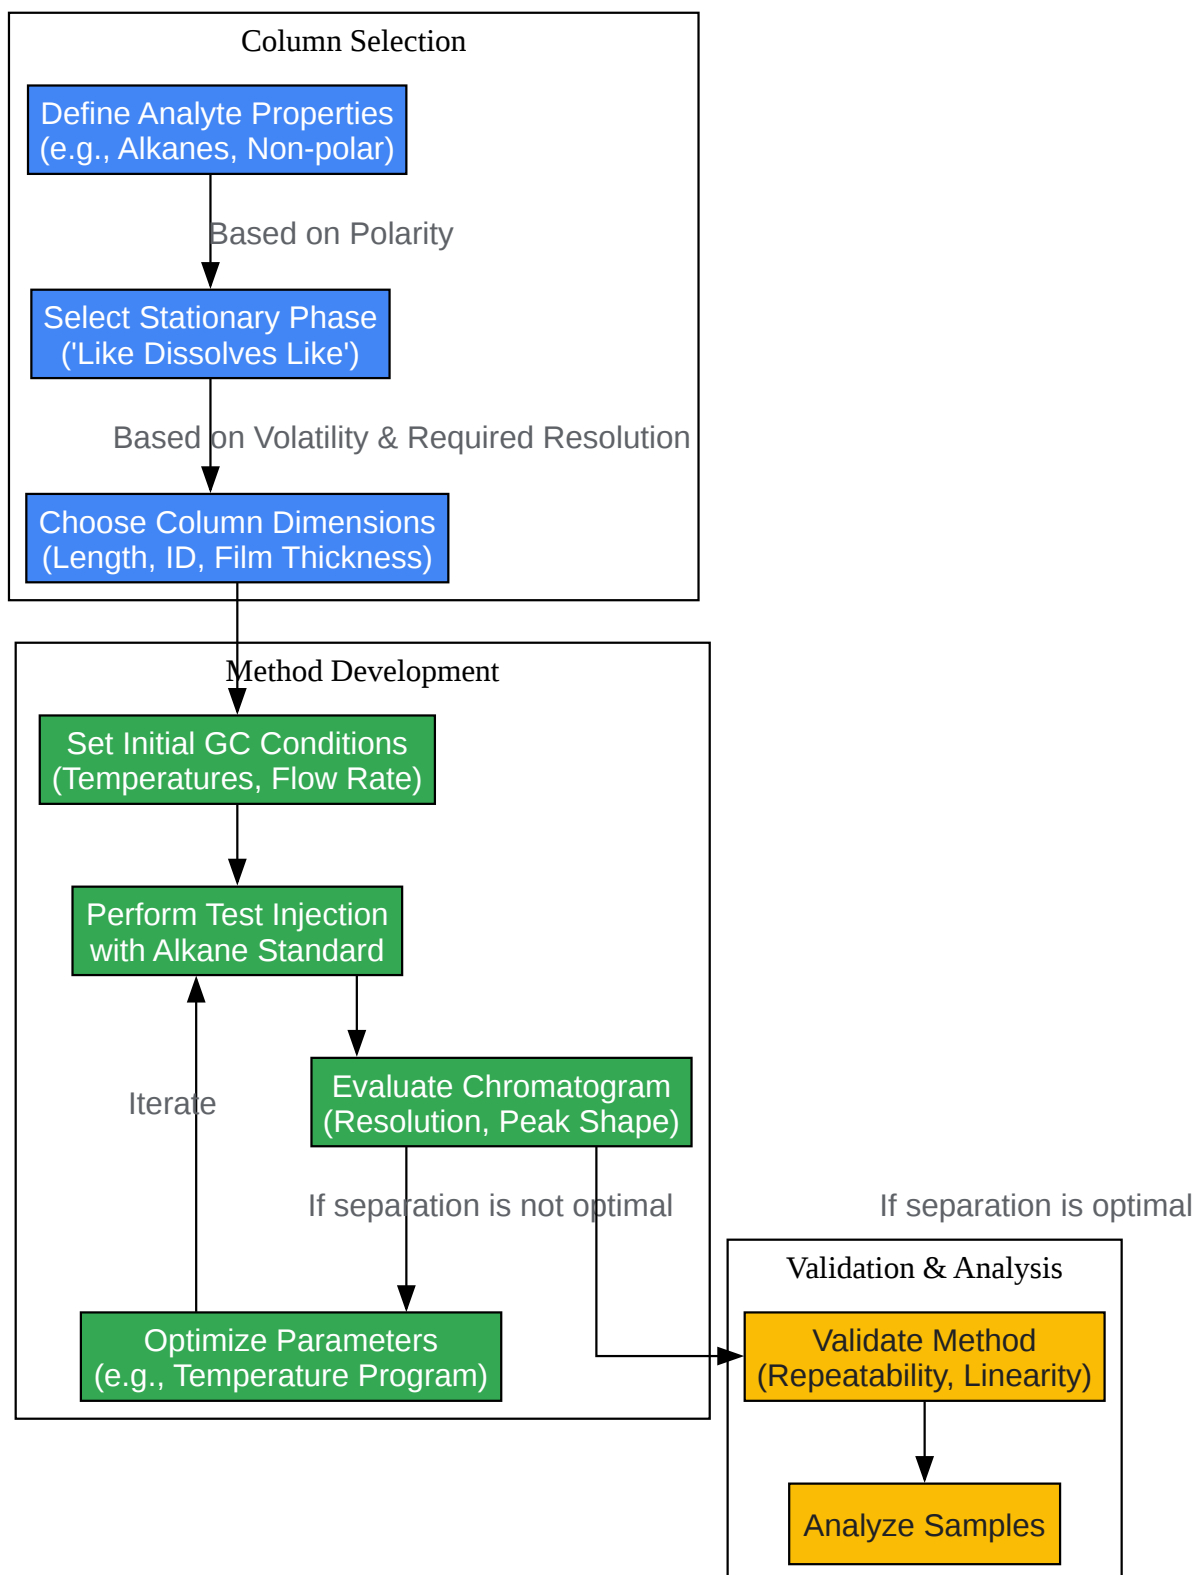 Column Selection
Define Analyte Properties
(e.g., Alkanes, Non-polar)
Based on Polarity
Select Stationary Phase
('Like Dissolves Like')
Based on Volatility & Required Resolution
Choose Column Dimensions
(Length, ID, Film Thickness)
Method Development
Set Initial GC Conditions
(Temperatures, Flow Rate)
Perform Test Injection
with Alkane Standard
Evaluate Chromatogram
(Resolution, Peak Shape)
Iterate
If separation is not optimal
If separation is optimal
Optimize Parameters
(e.g., Temperature Program)
Validation & Analysis
Validate Method
(Repeatability, Linearity)
Analyze Samples